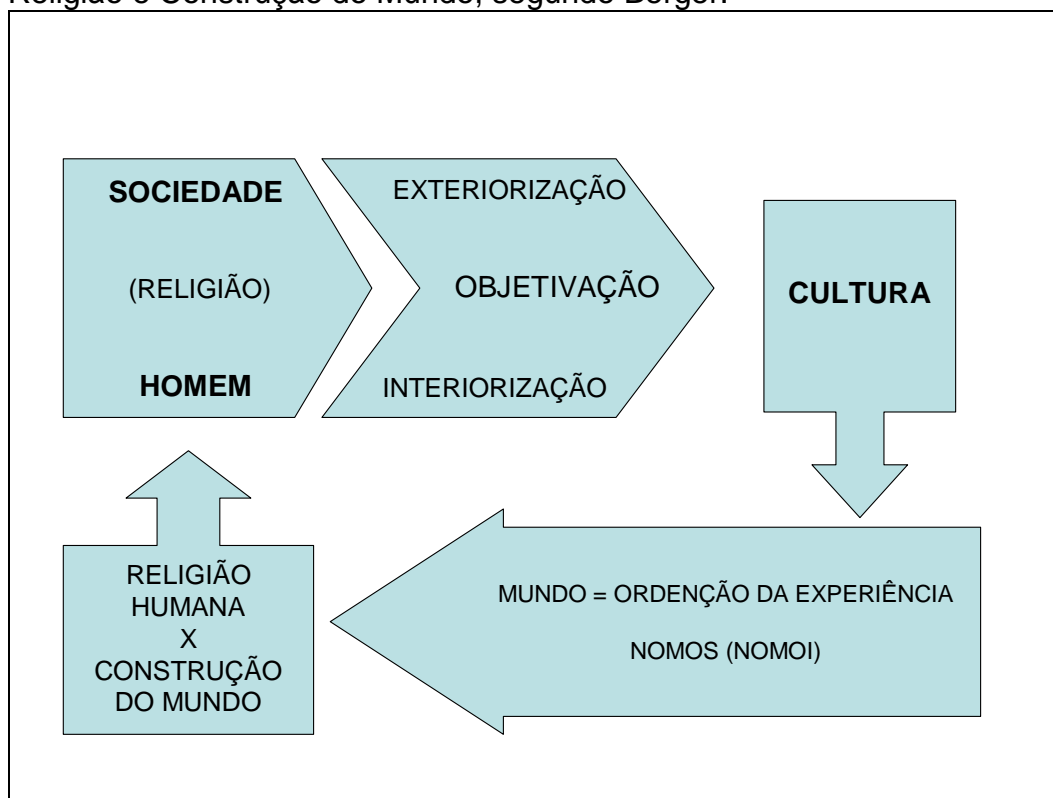 Religião e Construção do Mundo, segundo Berger.
SOCIEDADE
(RELIGIÃO)
HOMEM
EXTERIORIZAÇÃO
OBJETIVAÇÃO
INTERIORIZAÇÃO
CULTURA
MUNDO = ORDENÇÃO DA EXPERIÊNCIA
NOMOS (NOMOI)
RELIGIÃO
HUMANA
X
CONSTRUÇÃO
DO MUNDO